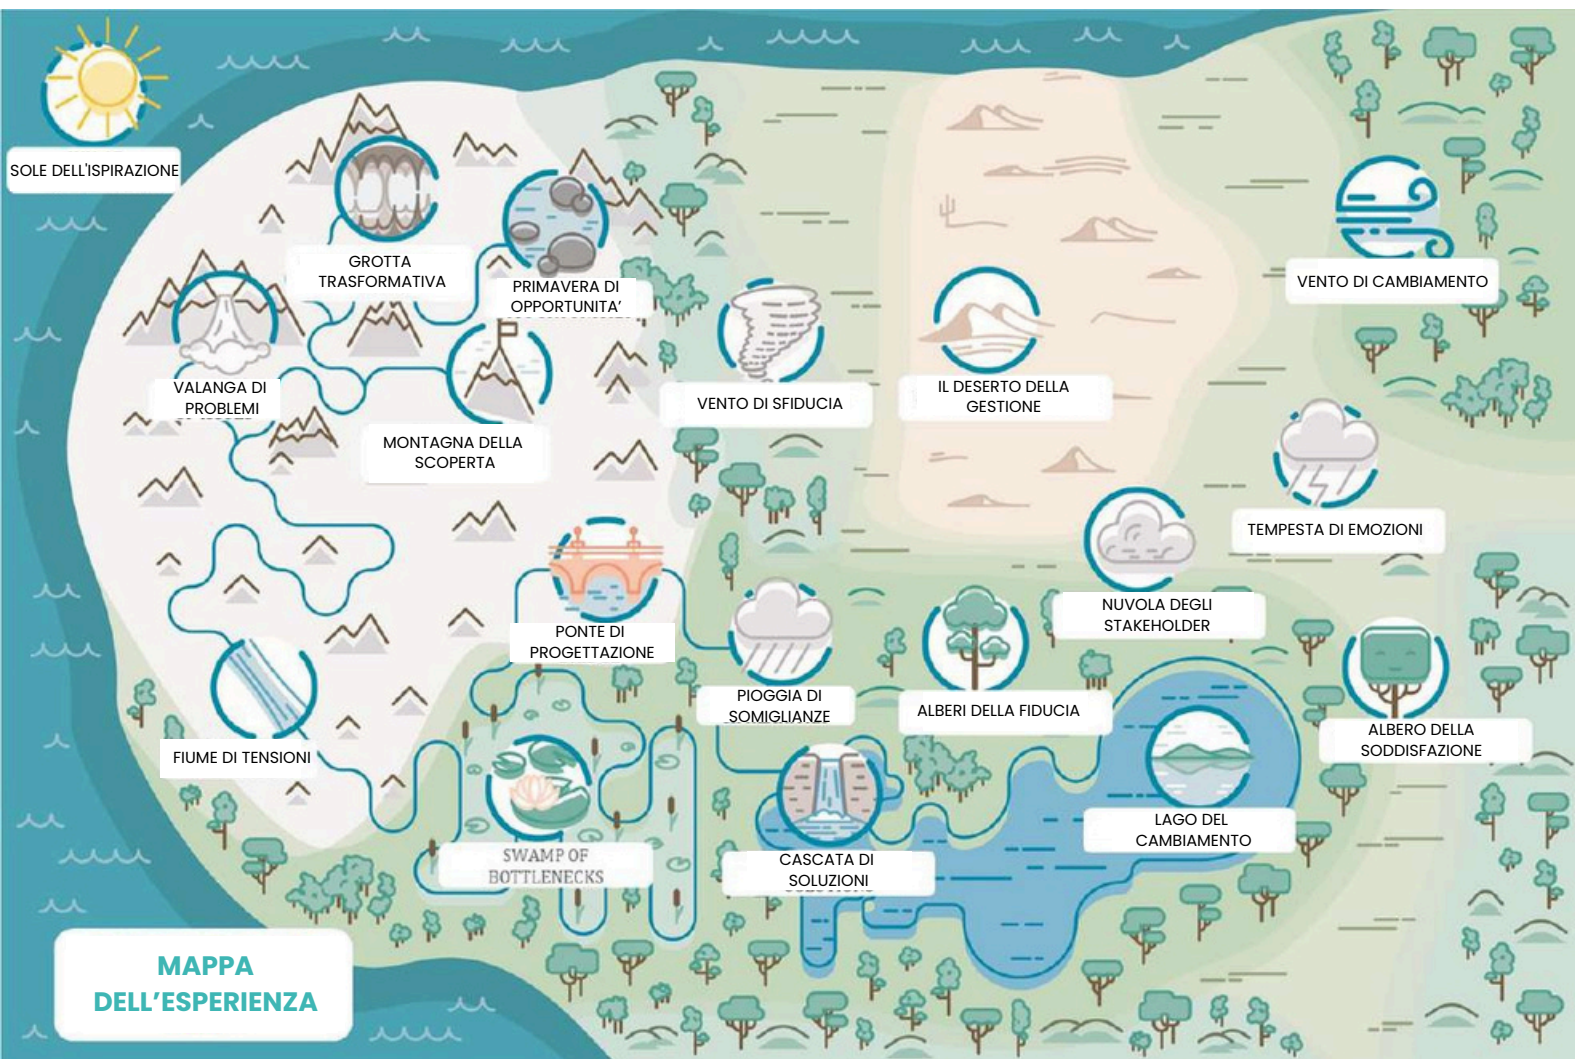 SOLE DELL'ISPIRAZIONE
GROTTA
TRASFORMATIVA
PRIMAVERA DI
OPPORTUNITA’
VENTO DI CAMBIAMENTO
VALANGA DI
PROBLEMI
VENTO DI SFIDUCIA
IL DESERTO DELLA
GESTIONE
MONTAGNA DELLA
SCOPERTA
TEMPESTA DI EMOZIONI
NUVOLA DEGLI
STAKEHOLDER
PONTE DI
PROGETTAZIONE
PIOGGIA DI
SOMIGLIANZE
ALBERI DELLA FIDUCIA
ALBERO DELLA
SODDISFAZIONE
FIUME DI TENSIONI
LAGO DEL
CAMBIAMENTO
SWAMP OF
BOTTLENECKS
CASCATA DI
SOLUZIONI
MAPPA
DELL’ESPERIENZA